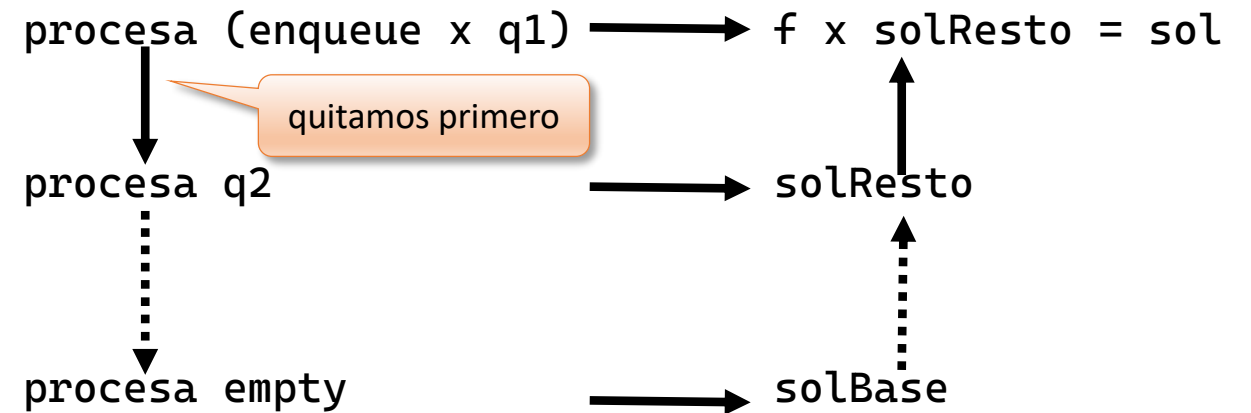 procesa (enqueue x q1) f x solResto = sol
quitamos primero
procesa q2 solResto
procesa empty solBase